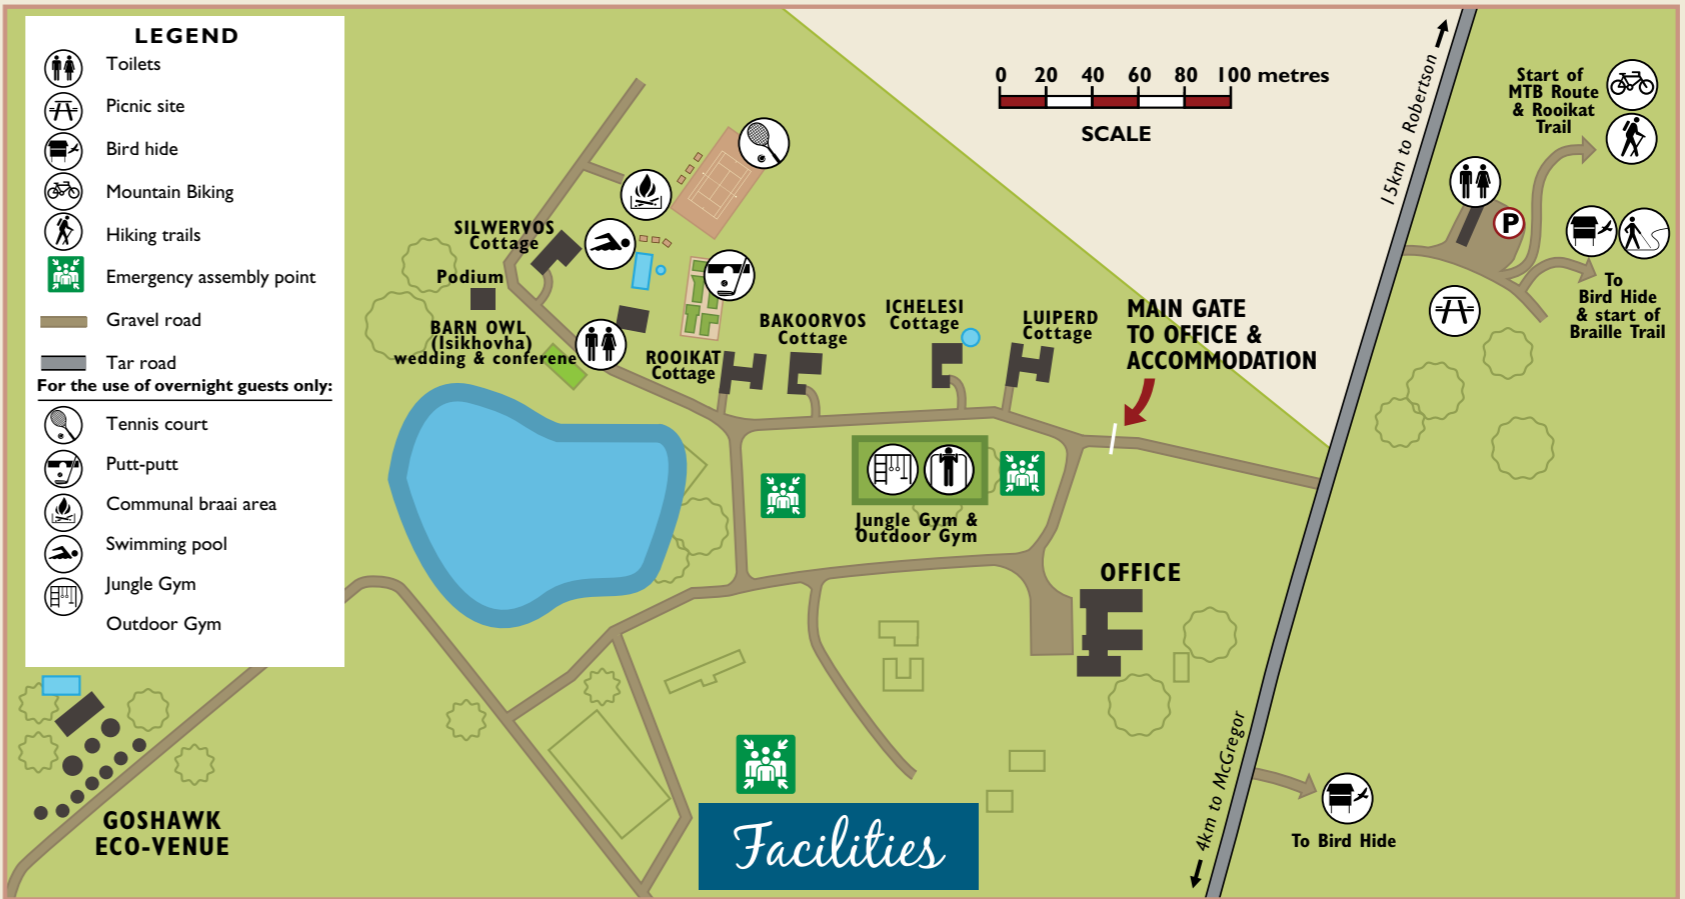 LEGEND
Toilets
Picnic site
Bird hide
Mountain Biking
Hiking trails
Emergency assembly point
Gravel road
Tar road
For the use of overnight guests only:
Tennis court
Putt-putt
Communal braai area
Swimming pool
Jungle Gym
Outdoor Gym
0 20 40 60 80 100 metres
SCALE
15km to Robertson
Start of
MTB Route
& Rooikat
Trail
P
To
Bird Hide
& start of
Braille Trail
SILWERVOS
Cottage
Podium
BARN OWL
(Isikhovha)
wedding & conferene
ROOIKAT
Cottage
BAKOORVOS
Cottage
ICHELESI
Cottage
LUIPERD
Cottage
MAIN GATE
TO OFFICE &
ACCOMMODATION
Jungle Gym &
Outdoor Gym
OFFICE
GOSHAWK
ECO-VENUE
Facilities
4km to McGregor
To Bird Hide